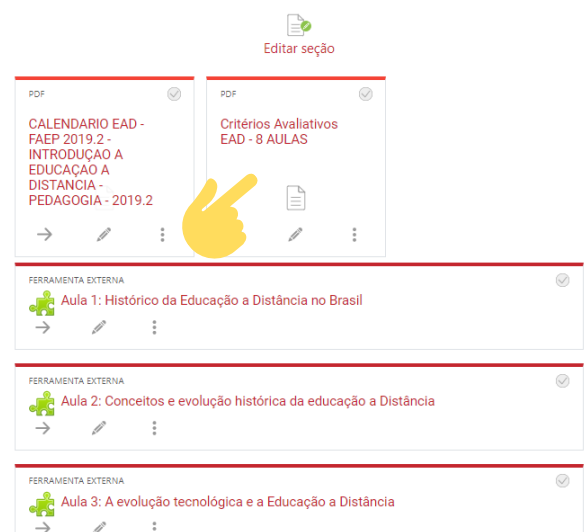 Editar seção
PDF
CALENDARIO EAD -
FAEP 2019.2 -
INTRODUÇAO A
EDUCAÇAO A
DISTANCIA -
PEDAGOGIA - 2019.2
PDF
Critérios Avaliativos
EAD - 8 AULAS
FERRAMENTA EXTERNA
Aula 1: Histórico da Educação a Distância no Brasil
FERRAMENTA EXTERNA
Aula 2: Conceitos e evolução histórica da educação a Distância
FERRAMENTA EXTERNA
Aula 3: A evolução tecnológica e a Educação a Distância